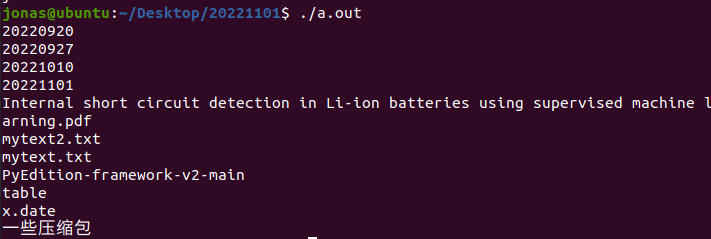 jonas@ubuntu:~/Desktop/20221101$ ./a.out
20220920
20220927
20221010
20221101
Internal short circuit detection in Li-ion batteries using supervised machine l
arning.pdf
mytext2.txt
mytext.txt
PyEdition-framework-v2-main
table
x.date
一些压缩包